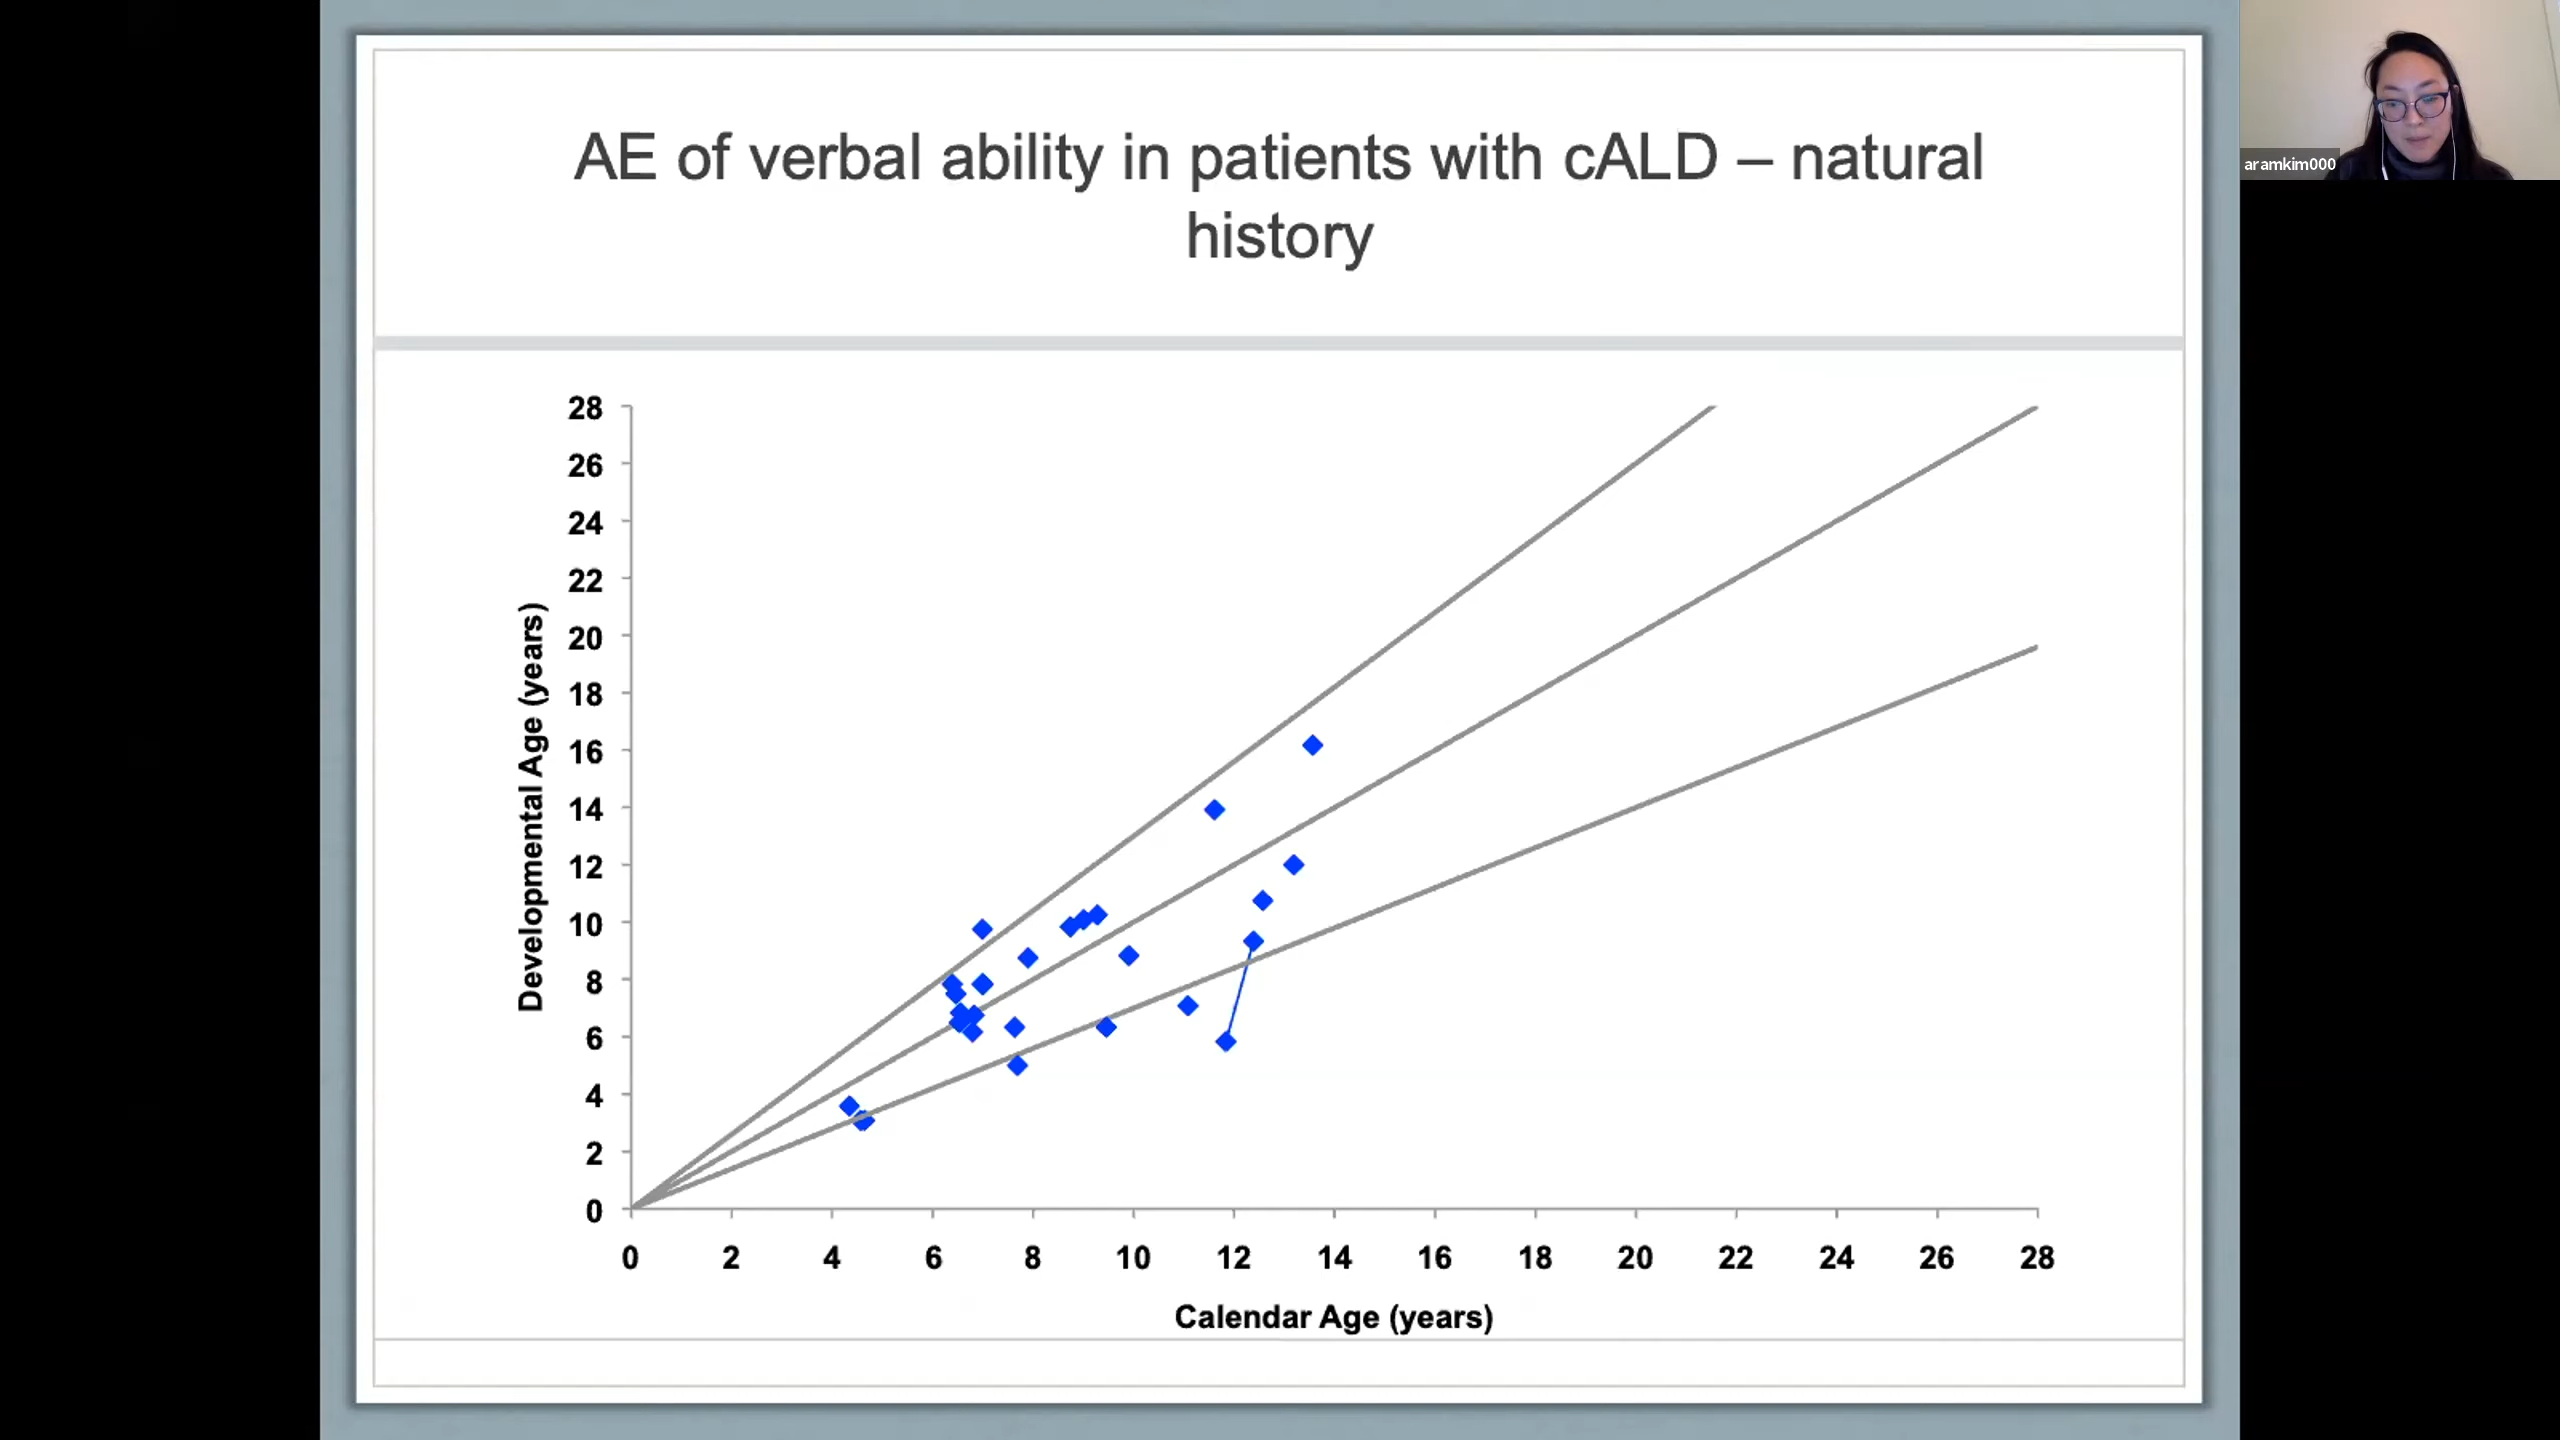 AE of verbal ability in patients with cALD – natural
history
aramkim000
Developmental Age (years)
28
26
24
22
20
18
16
14
12
10
8
6
4
2
0
0 2 4 6 8 10 12 14 16 18 20 22 24 26 28
Calendar Age (years)